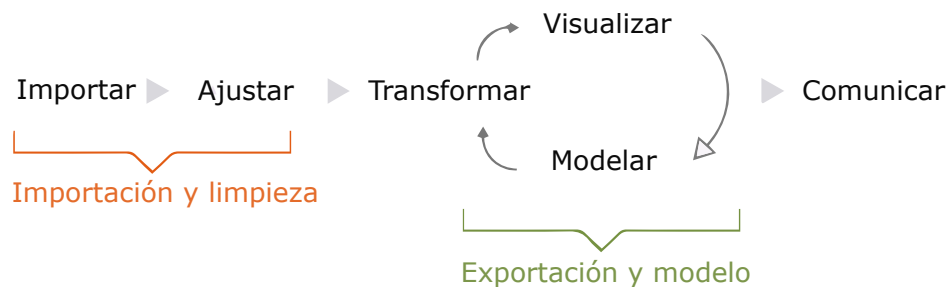 Visualizar
Importar Ajustar Transformar Comunicar
Modelar
Importación y limpieza
Exportación y modelo